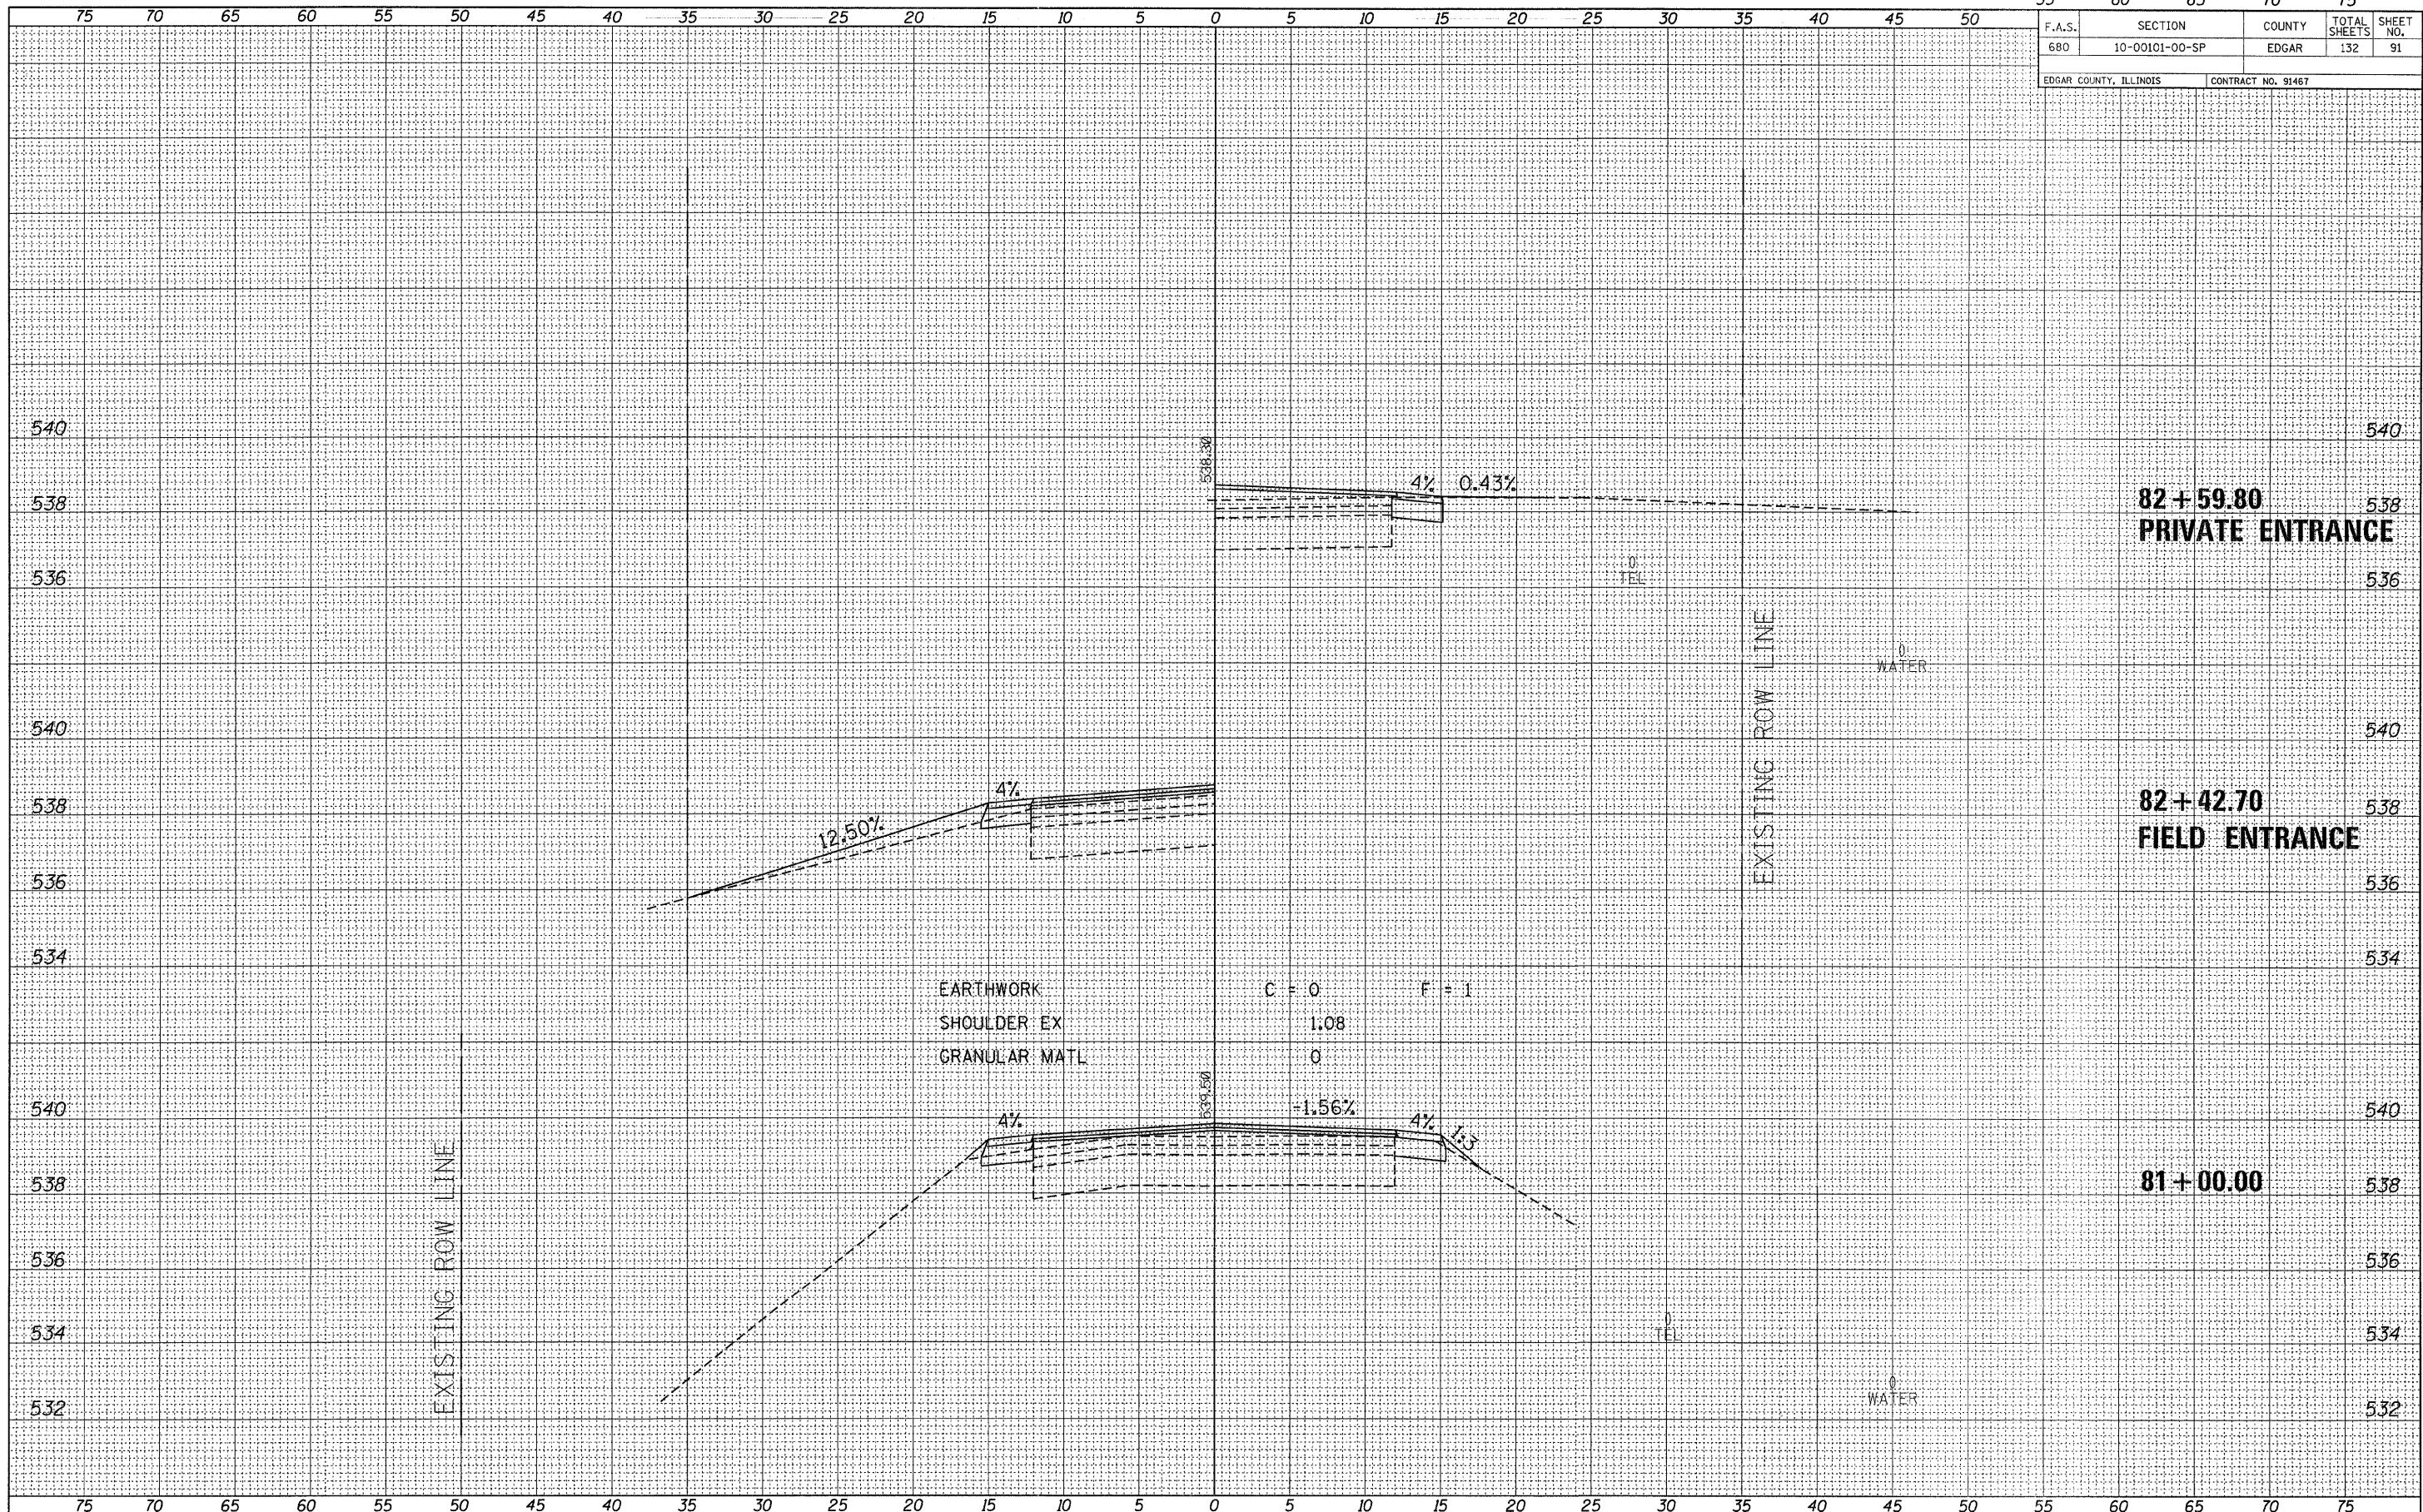 75 70 65 60 55 50 45 40 35 30 25 20 15 10 5 0 5 10 15 20 25 30 35 40 45 50
F.A.S. SECTION COUNTY TOTAL SHEETS SHEET NO.
680 10-00101-00-SP EDGAR 132 91
EDGAR COUNTY, ILLINOIS CONTRACT NO. 91467
540 540
538.30
4% 0.43%
538 538
82+59.80
PRIVATE ENTRANCE
0
TEL
536 536
EXISTING ROW LINE
0
WATER
540 540
4%
12.50%
538 538
82+42.70
FIELD ENTRANCE
536 536
534 534
EARTHWORK C = 0 F = 1
SHOULDER EX 1.08
GRANULAR MATL 0
539.50
540 540
4% -1.56% 4% 1:3
538 538
81+00.00
EXISTING ROW LINE
536 536
0
TEL
534 534
0
WATER
532 532
75 70 65 60 55 50 45 40 35 30 25 20 15 10 5 0 5 10 15 20 25 30 35 40 45 50 55 60 65 70 75